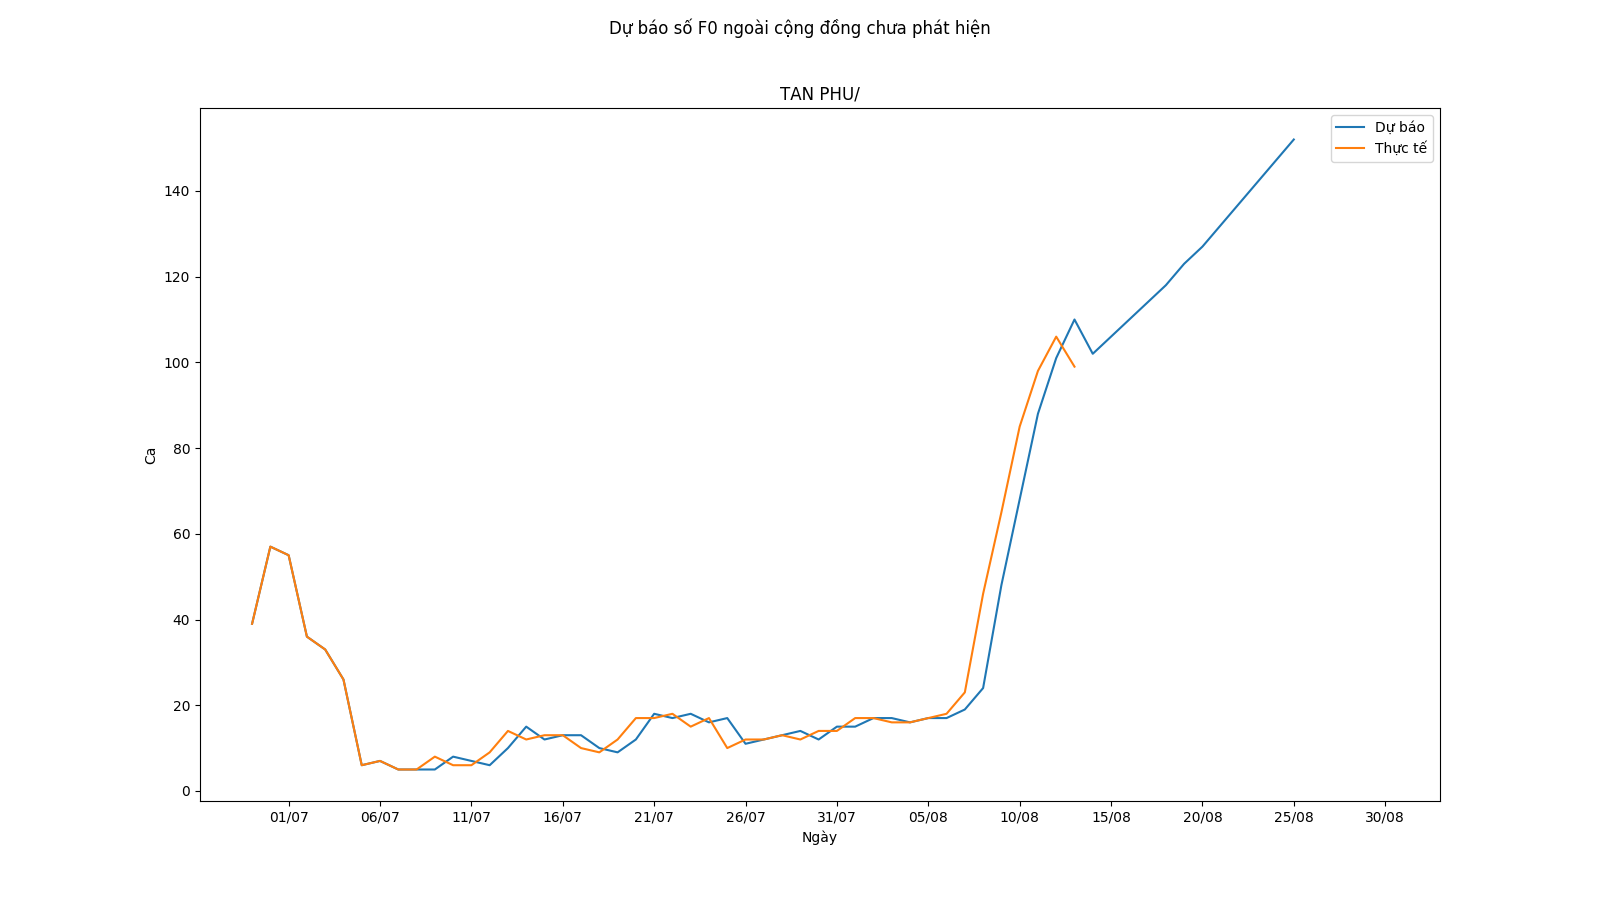 Dự báo số F0 ngoài cộng đồng chưa phát hiện
TAN PHU/
Dự báo
Thực tế
140
120
100
80
60
40
20
0
Ca
01/07 06/07 11/07 16/07 21/07 26/07 31/07 05/08 10/08 15/08 20/08 25/08 30/08
Ngày